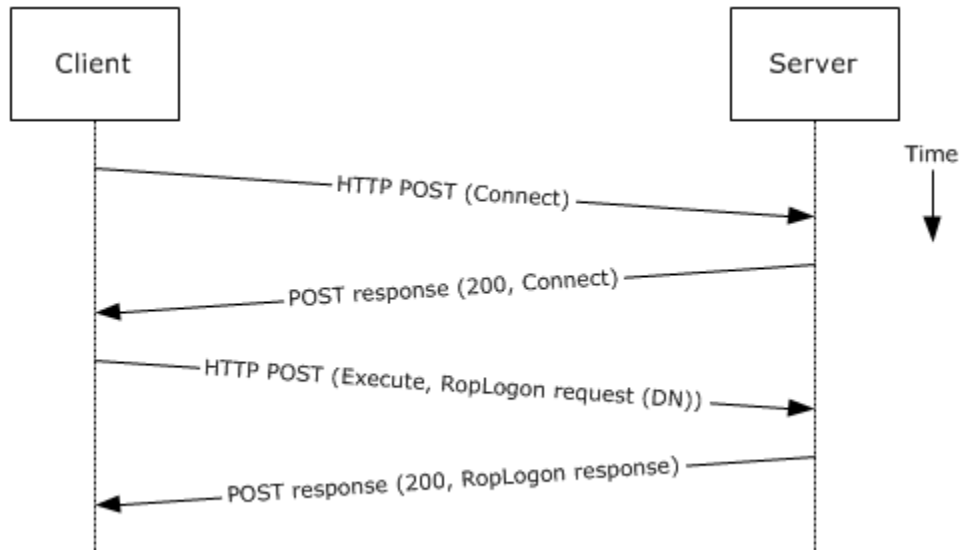 Client
Server
Time
HTTP POST (Connect)
POST response (200, Connect)
HTTP POST (Execute, RopLogon request (DN))
POST response (200, RopLogon response)